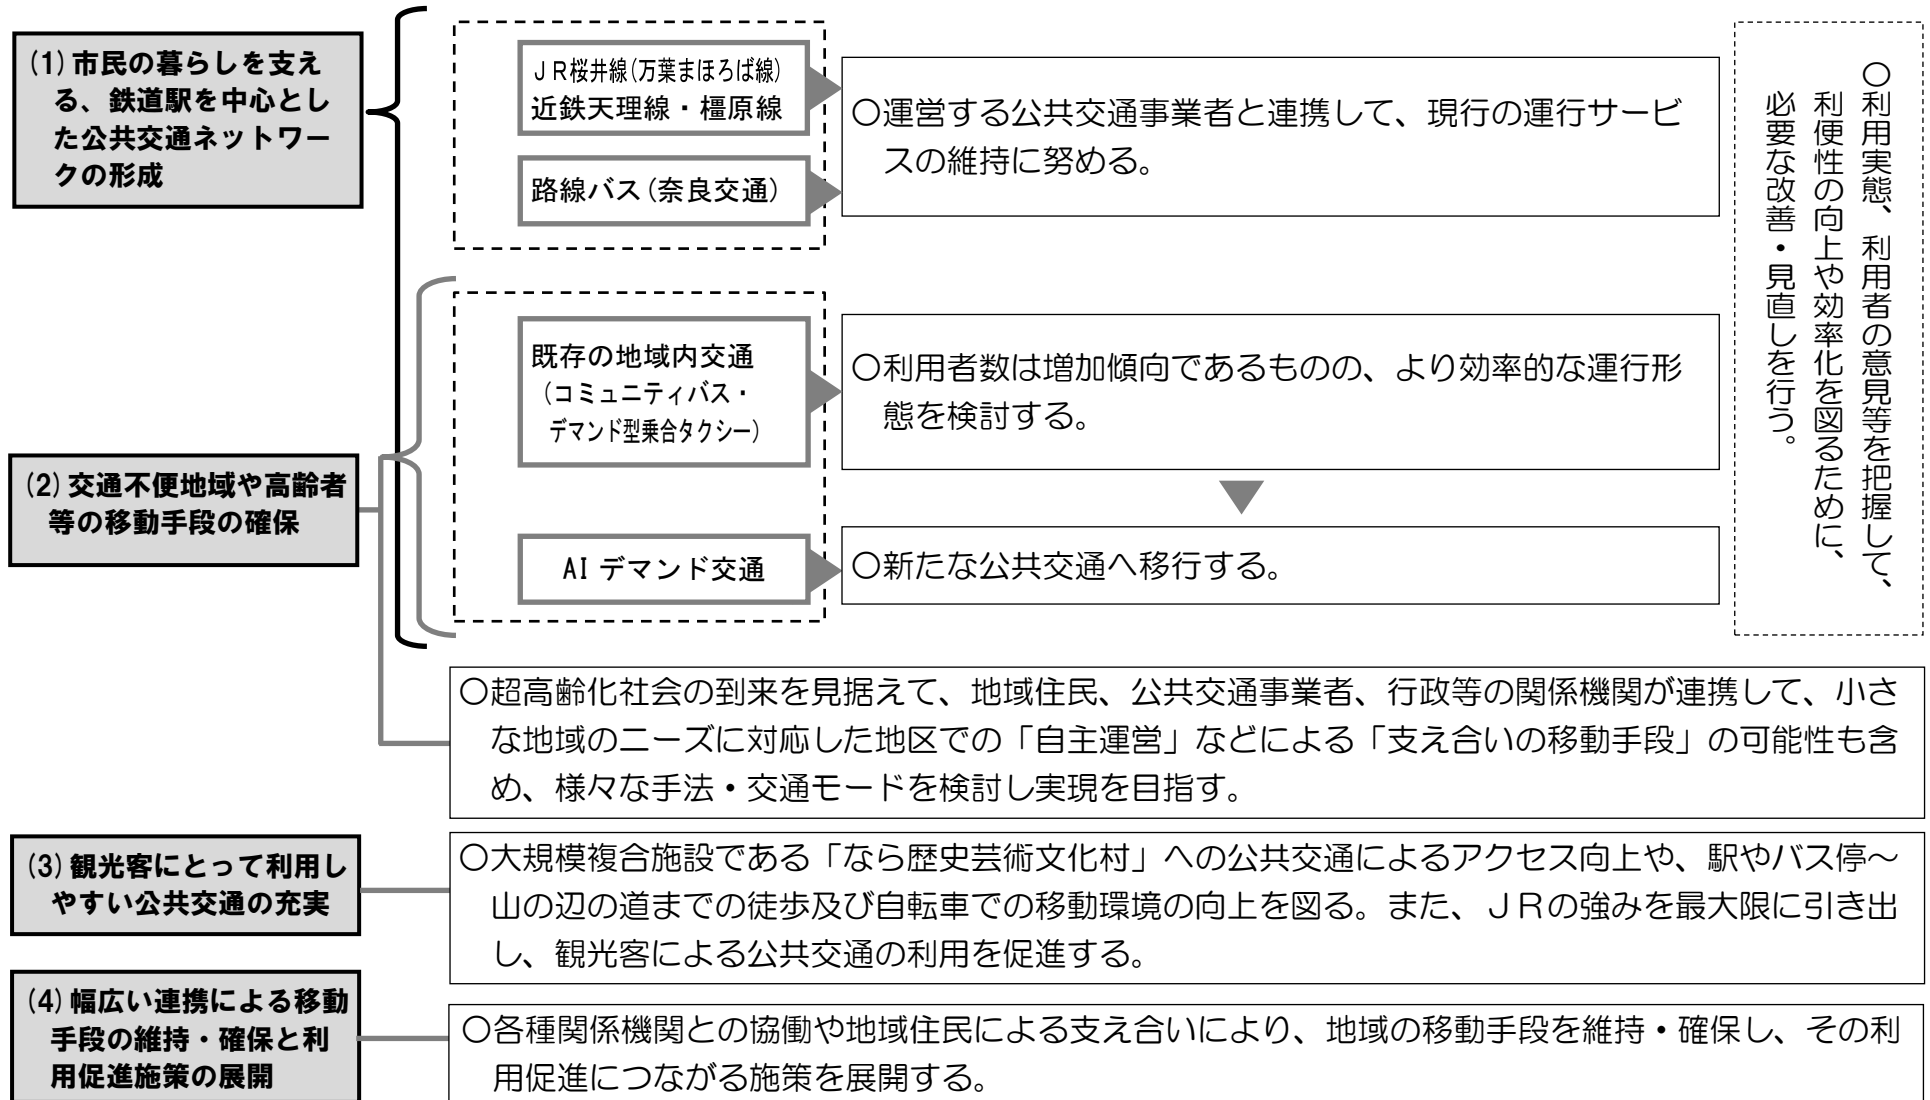 (1)市民の暮らしを支え
る、鉄道駅を中心とし
た公共交通ネットワー
クの形成
ＪＲ桜井線(万葉まほろば線)
近鉄天理線・橿原線
路線バス(奈良交通)
○運営する公共交通事業者と連携して、現行の運行サービ
スの維持に努める。
○利用実態、利用者の意見等を把握して、
利便性の向上や効率化を図るために、
必要な改善・見直しを行う。
(2)交通不便地域や高齢者
等の移動手段の確保
既存の地域内交通
(コミュニティバス・
デマンド型乗合タクシー)
○利用者数は増加傾向であるものの、より効率的な運行形
態を検討する。
AI デマンド交通
○新たな公共交通へ移行する。
○超高齢化社会の到来を見据えて、地域住民、公共交通事業者、行政等の関係機関が連携して、小さ
な地域のニーズに対応した地区での「自主運営」などによる「支え合いの移動手段」の可能性も含
め、様々な手法・交通モードを検討し実現を目指す。
(3)観光客にとって利用し
やすい公共交通の充実
○大規模複合施設である「なら歴史芸術文化村」への公共交通によるアクセス向上や、駅やバス停～
山の辺の道までの徒歩及び自転車での移動環境の向上を図る。また、ＪＲの強みを最大限に引き出
し、観光客による公共交通の利用を促進する。
(4)幅広い連携による移動
手段の維持・確保と利
用促進施策の展開
○各種関係機関との協働や地域住民による支え合いにより、地域の移動手段を維持・確保し、その利
用促進につながる施策を展開する。